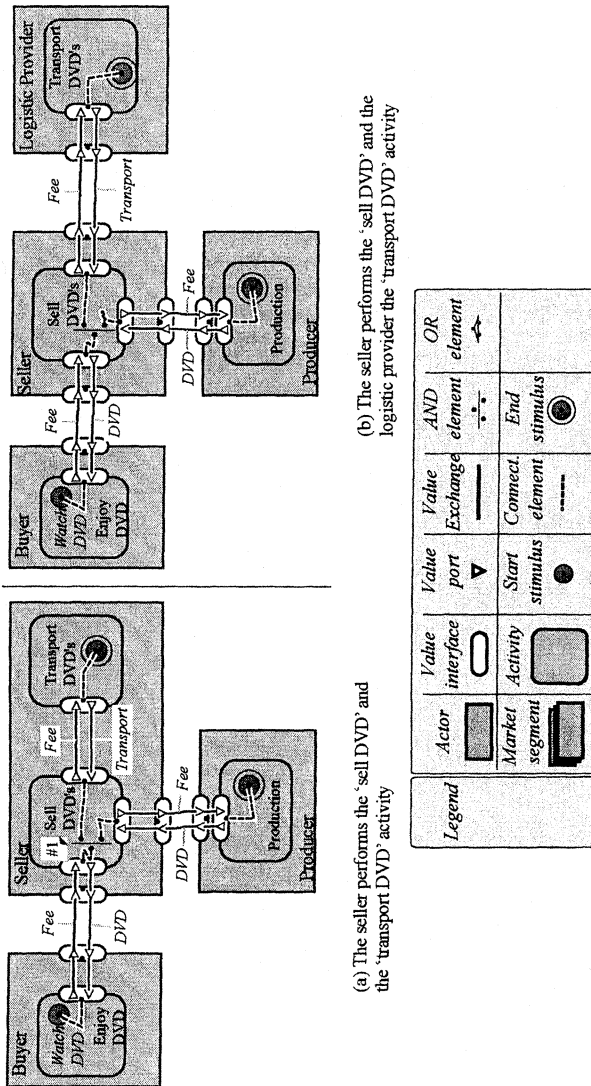 Buyer
Watch
DVD
Enjoy
DVD
Fee
DVD
Seller
#1
Sell
DVD's
Fee
Transport
Transport
DVD's
DVD
Fee
Production
Producer
(a) The seller performs the 'sell DVD' and
the 'transport DVD' activity
Buyer
Watch
DVD
Enjoy
DVD
Fee
DVD
Seller
Sell
DVD's
Fee
Transport
Logistic Provider
Transport
DVD's
DVD
Fee
Production
Producer
(b) The seller performs the 'sell DVD' and the
logistic provider the 'transport DVD' activity
Legend
Actor
Value
interface
Value
port
Value
Exchange
AND
element
OR
element
Market
segment
Activity
Start
stimulus
Connect.
element
End
stimulus